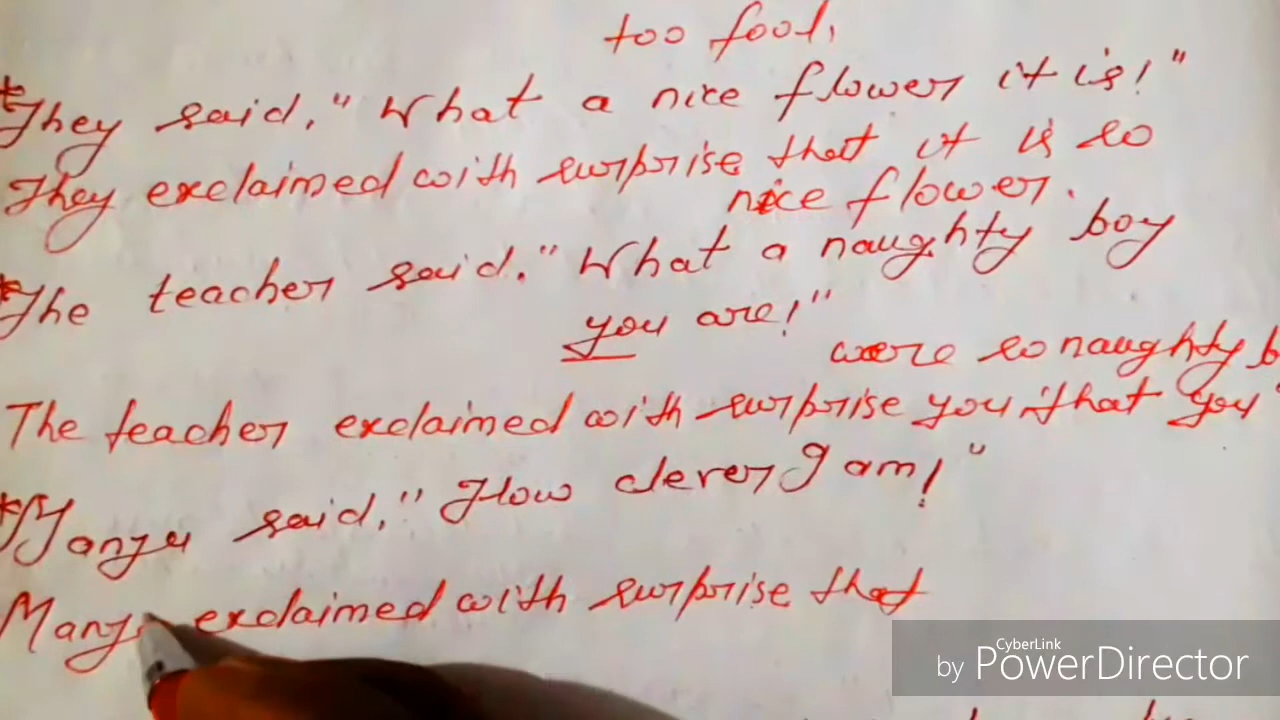 too fool,
*They said, "What a nice flower it is!"
They exclaimed with surprise that it is so
nice flower.
*The teacher said, "What a naughty boy
you are!"
were so naughty b
The teacher exclaimed with surprise you that you
*Manju said, "How clever I am!"
Manju exclaimed with surprise that
CyberLink
by PowerDirector